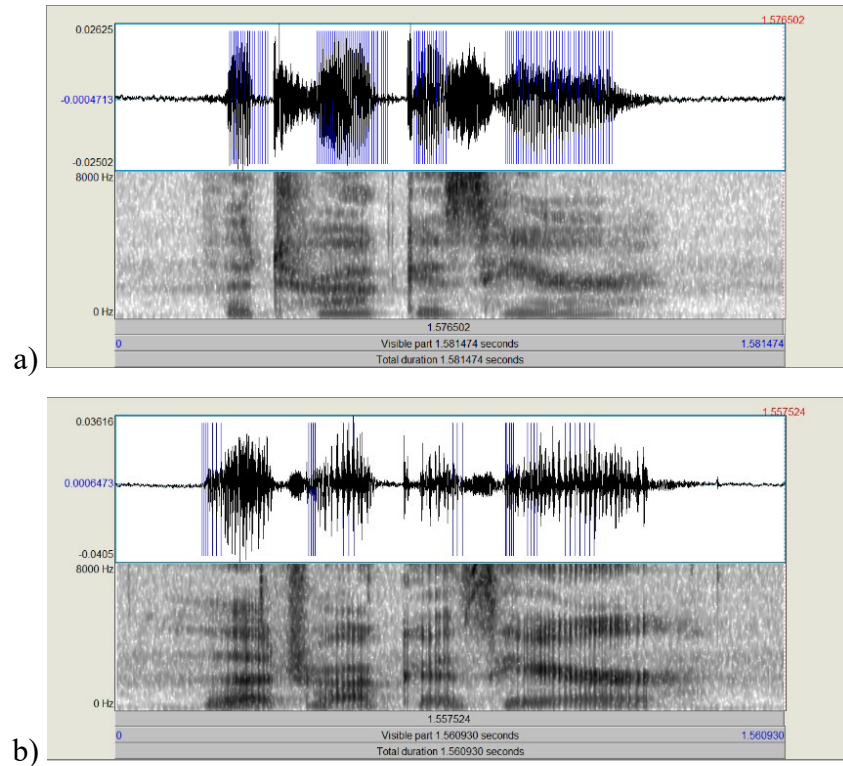 1.576502
0.02625
-0.0004713
-0.02502
8000 Hz
0 Hz
1.576502
0 Visible part 1.581474 seconds 1.581474
Total duration 1.581474 seconds
a)
1.557524
0.03616
0.0006473
-0.0405
8000 Hz
0 Hz
1.557524
0 Visible part 1.560930 seconds 1.560930
Total duration 1.560930 seconds
b)